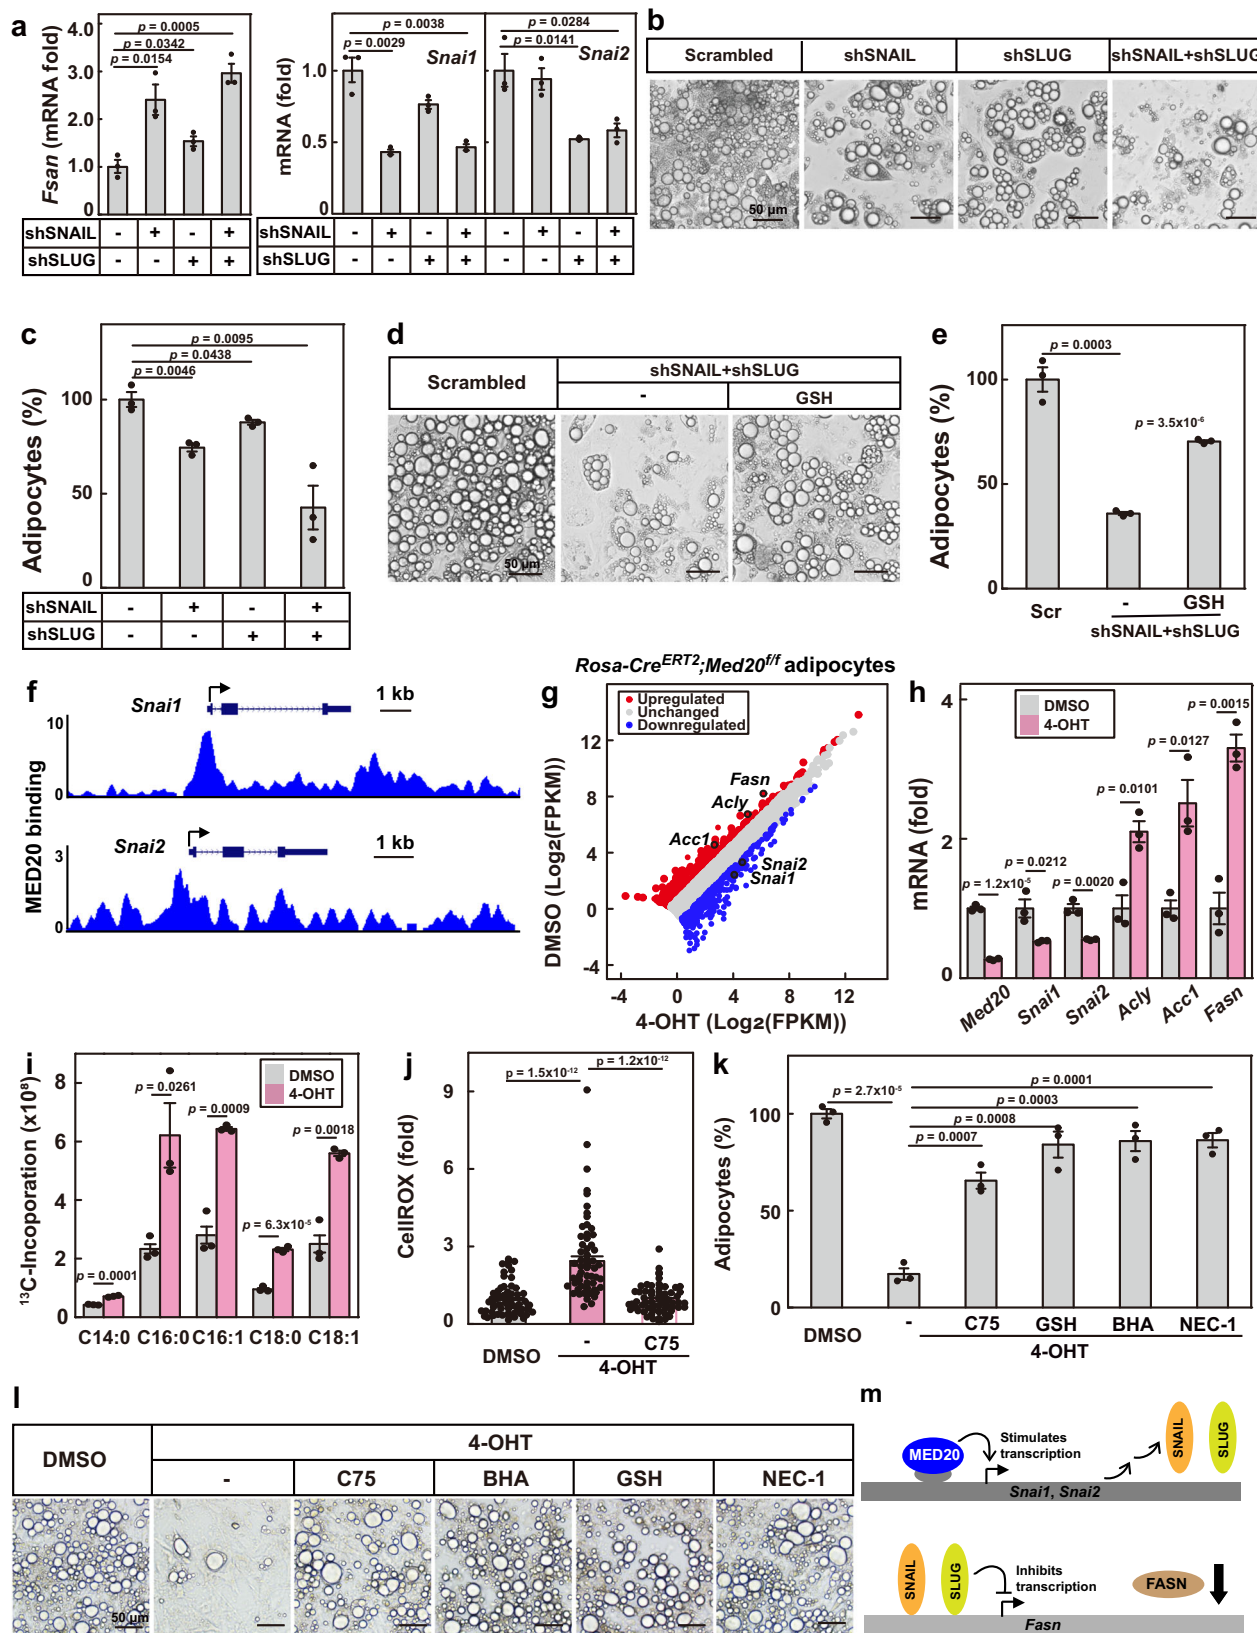 a
4.0
3.0
2.0
1.0
0.0
Fsan (mRNA fold)
p = 0.0005
p = 0.0342
p = 0.0154
shSNAIL - + - +
shSLUG - - + +
mRNA (fold)
1.0
0.5
0
p = 0.0038
p = 0.0029
Snai1
p = 0.0284
p = 0.0141
Snai2
shSNAIL - + - + - + - +
shSLUG - - + + - - + +
b
Scrambled shSNAIL shSLUG shSNAIL+shSLUG
50 µm
c
Adipocytes (%)
100
50
0
p = 0.0095
p = 0.0438
p = 0.0046
shSNAIL - + - +
shSLUG - - + +
d
Scrambled
shSNAIL+shSLUG
- GSH
50 µm
e
Adipocytes (%)
100
50
0
p = 0.0003
p = 3.5x10-6
Scr - GSH
shSNAIL+shSLUG
f
MED20 binding
Snai1
1 kb
10
0
Snai2
1 kb
3
0
Rosa-CreERT2;Med20f/f adipocytes
g
Upregulated
Unchanged
Downregulated
DMSO (Log2(FPKM))
12
8
4
0
-4
Fasn
Acly
Acc1
Snai2
Snai1
-4 0 4 8 12
4-OHT (Log2(FPKM))
h
mRNA (fold)
4
2
0
DMSO
4-OHT
p = 0.0015
p = 0.0127
p = 0.0101
p = 0.0212
p = 1.2x10-5
p = 0.0020
Med20 Snai1 Snai2 Acly Acc1 Fasn
i
13C-Incoporation (x108)
8
6
4
2
0
DMSO
4-OHT
p = 0.0261
p = 0.0009
p = 0.0018
p = 6.3x10-5
p = 0.0001
C14:0 C16:0 C16:1 C18:0 C18:1
j
CellROX (fold)
9
6
3
0
p = 1.2x10-12
p = 1.5x10-12
DMSO - C75
4-OHT
k
Adipocytes (%)
100
50
0
p = 2.7x10-5
p = 0.0001
p = 0.0003
p = 0.0008
p = 0.0007
DMSO - C75 GSH BHA NEC-1
4-OHT
l
DMSO
4-OHT
- C75 BHA GSH NEC-1
50 µm
m
MED20
Stimulates
transcription
SNAIL
SLUG
Snai1, Snai2
SNAIL
SLUG
Inhibits
transcription
FASN
Fasn